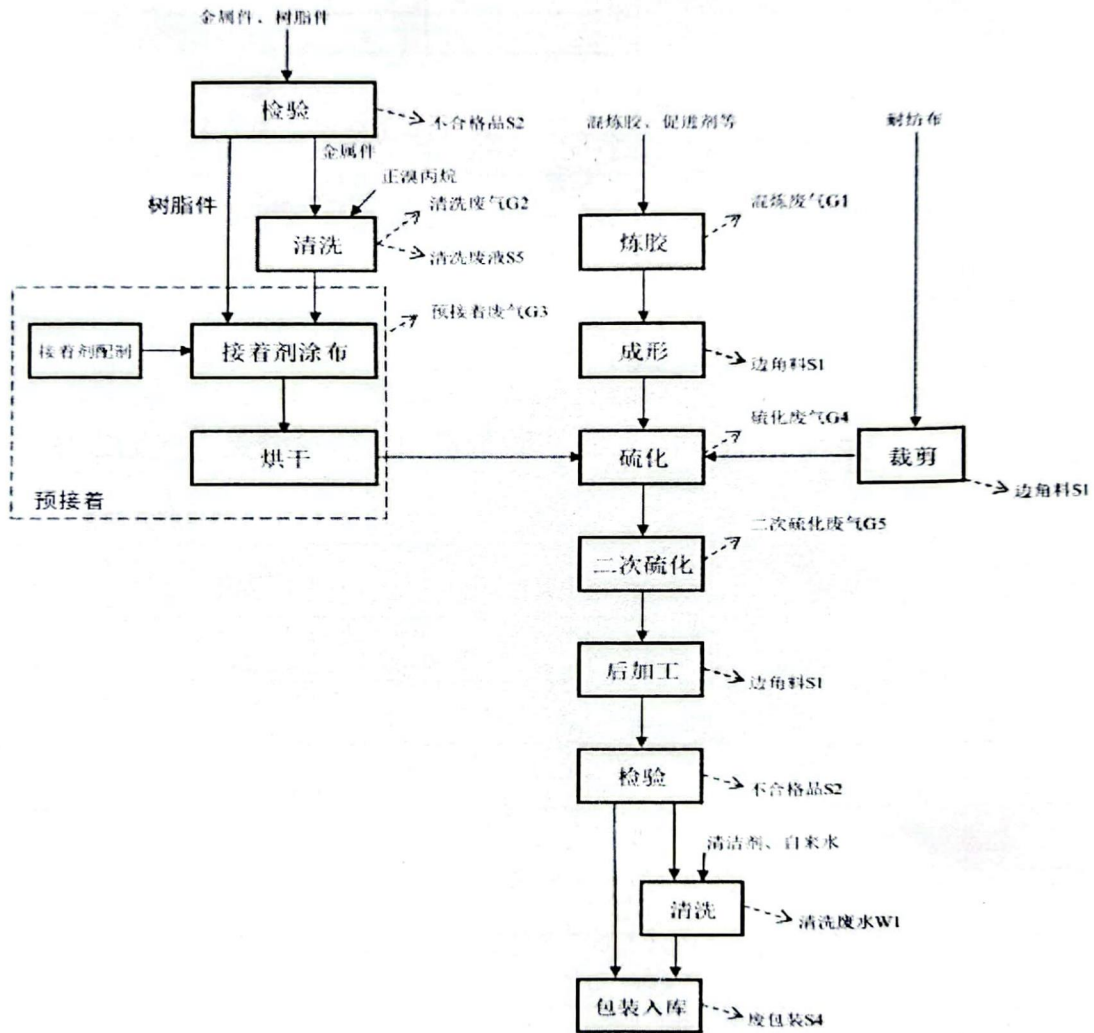 金属件、树脂件
检验
不合格品S2
混炼胶、促进剂等
耐纺布
金属件
正溴丙烷
树脂件
清洗废气G2
混炼废气G1
清洗
炼胶
清洗废液S5
预接着废气G3
接着剂配制
接着剂涂布
成形
边角料S1
硫化废气G4
烘干
硫化
裁剪
预接着
边角料S1
二次硫化废气G5
二次硫化
后加工
边角料S1
检验
不合格品S2
清洁剂、自来水
清洗
清洗废水W1
包装入库
废包装S4